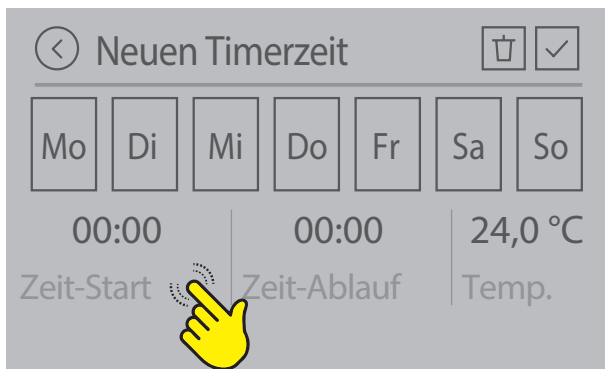 Neuen Timerzeit
Mo Di Mi Do Fr Sa So
00:00 00:00 24,0 °C
Zeit-Start Zeit-Ablauf Temp.